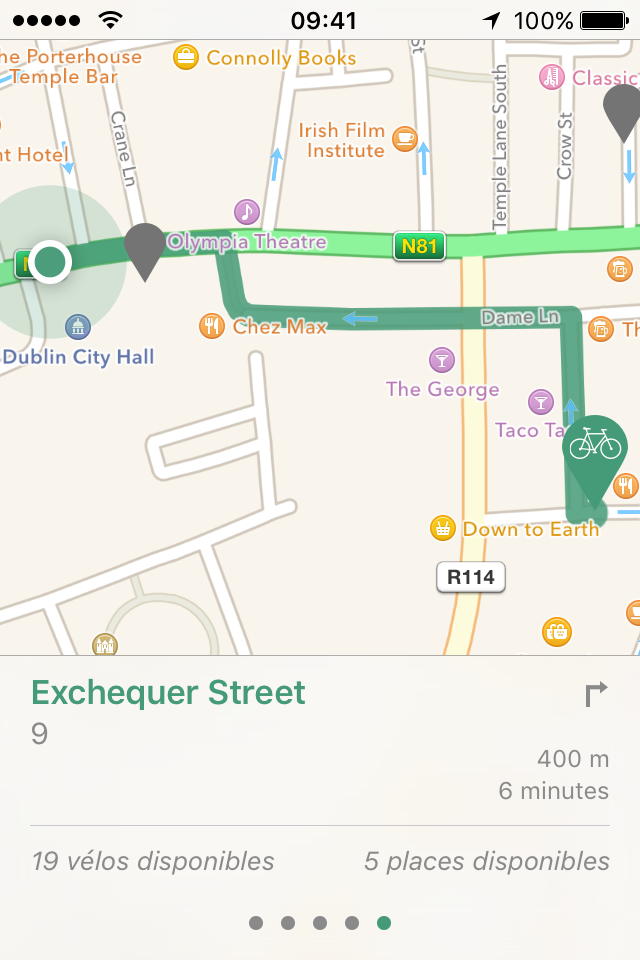 09:41
100%
he Porterhouse
Temple Bar
Connolly Books
Classic
St
Crane Ln
Irish Film
Institute
Temple Lane South
Crow St
nt Hotel
Olympia Theatre
N81
N
Chez Max
Dame Ln
Th
Dublin City Hall
The George
Taco Ta
Down to Earth
R114
Exchequer Street
9
400 m
6 minutes
19 vélos disponibles
5 places disponibles